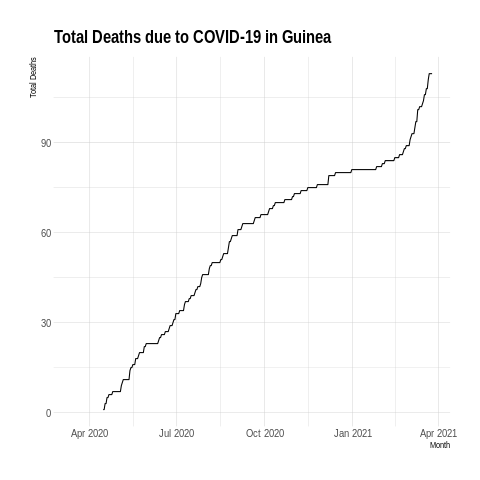 Total Deaths due to COVID-19 in Guinea
Total Deaths
90
60
30
0
Apr 2020 Jul 2020 Oct 2020 Jan 2021 Apr 2021
Month